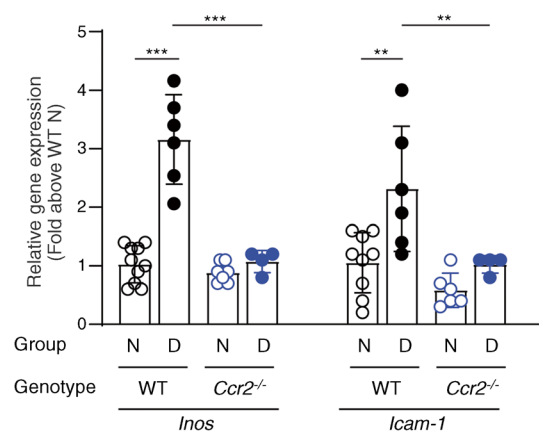 *** **
*** **
5
4
3
2
1
0
Relative gene expression
(Fold above WT N)
Group N D N D N D N D
Genotype WT Ccr2-/- WT Ccr2-/-
Inos Icam-1